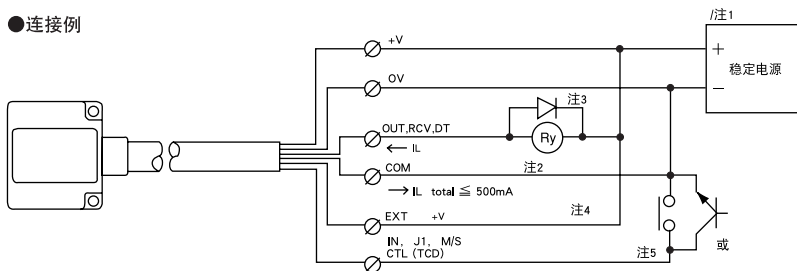 ●连接例
/注1
+V
+
稳定电源
0V
−
注3
OUT,RCV,DT
Ry
← IL
COM
注2
→ IL total ≦ 500mA
EXT +V
注4
IN, J1, M/S
CTL (TCD)
注5
或